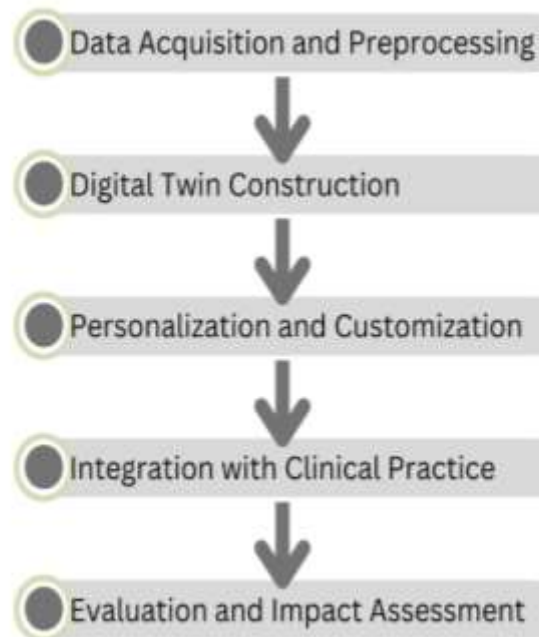 Data Acquisition and Preprocessing
Digital Twin Construction
Personalization and Customization
Integration with Clinical Practice
Evaluation and Impact Assessment